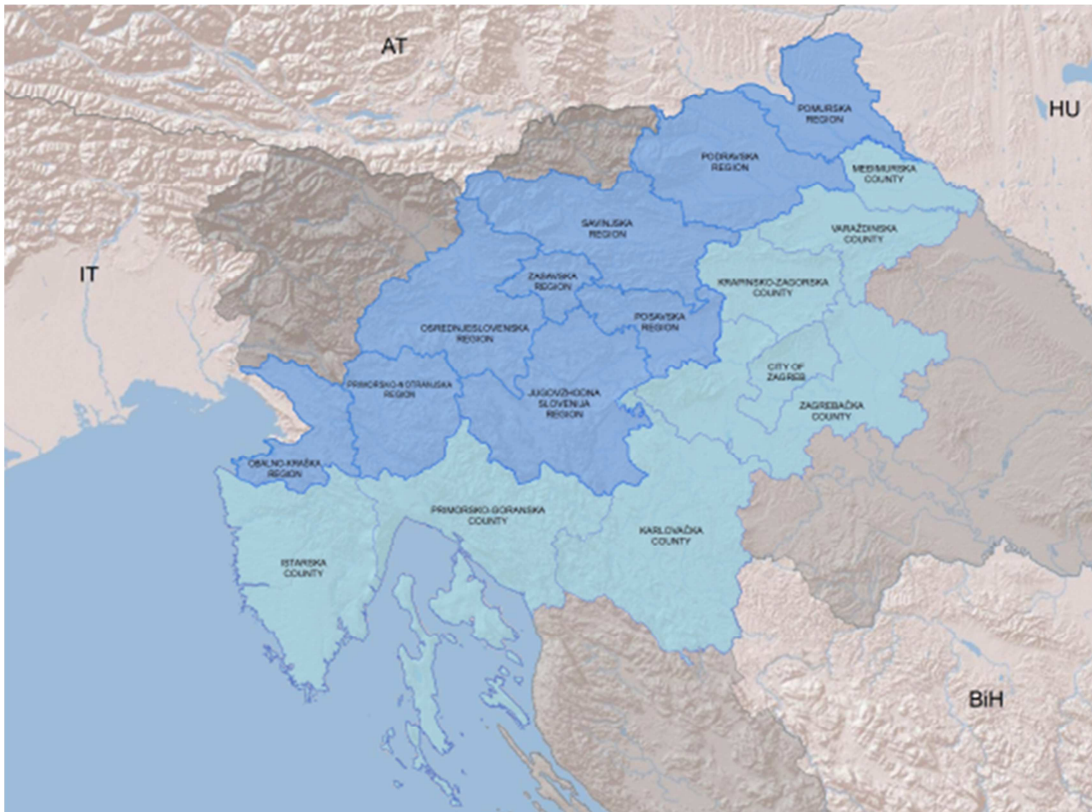 AT
HU
IT
BiH
POMURSKA
REGION
PODRAVSKA
REGION
MEĐIMURSKA
COUNTY
SAVINJSKA
REGION
VARAŽDINSKA
COUNTY
ZASAVSKA
REGION
KRAPINSKO-ZAGORSKA
COUNTY
OSREDNJESLOVENSKA
REGION
POSAVSKA
REGION
CITY OF
ZAGREB
PRIMORSKO-NOTRANJSKA
REGION
JUGOVZHODNA
SLOVENIJA
REGION
ZAGREBAČKA
COUNTY
OBALNO-KRAŠKA
REGION
PRIMORSKO-GORANSKA
COUNTY
KARLOVAČKA
COUNTY
ISTARSKA
COUNTY